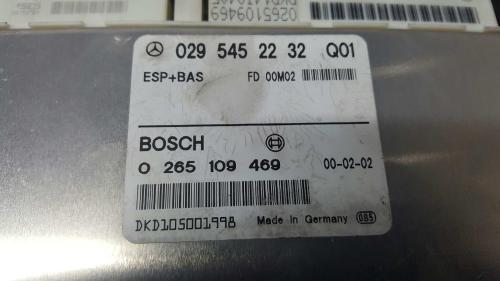 0265109469
029 545 22 32 Q01
ESP+BAS FD 00M02
BOSCH
0 265 109 469 00-02-02
DKD105001998 Made in Germany 085